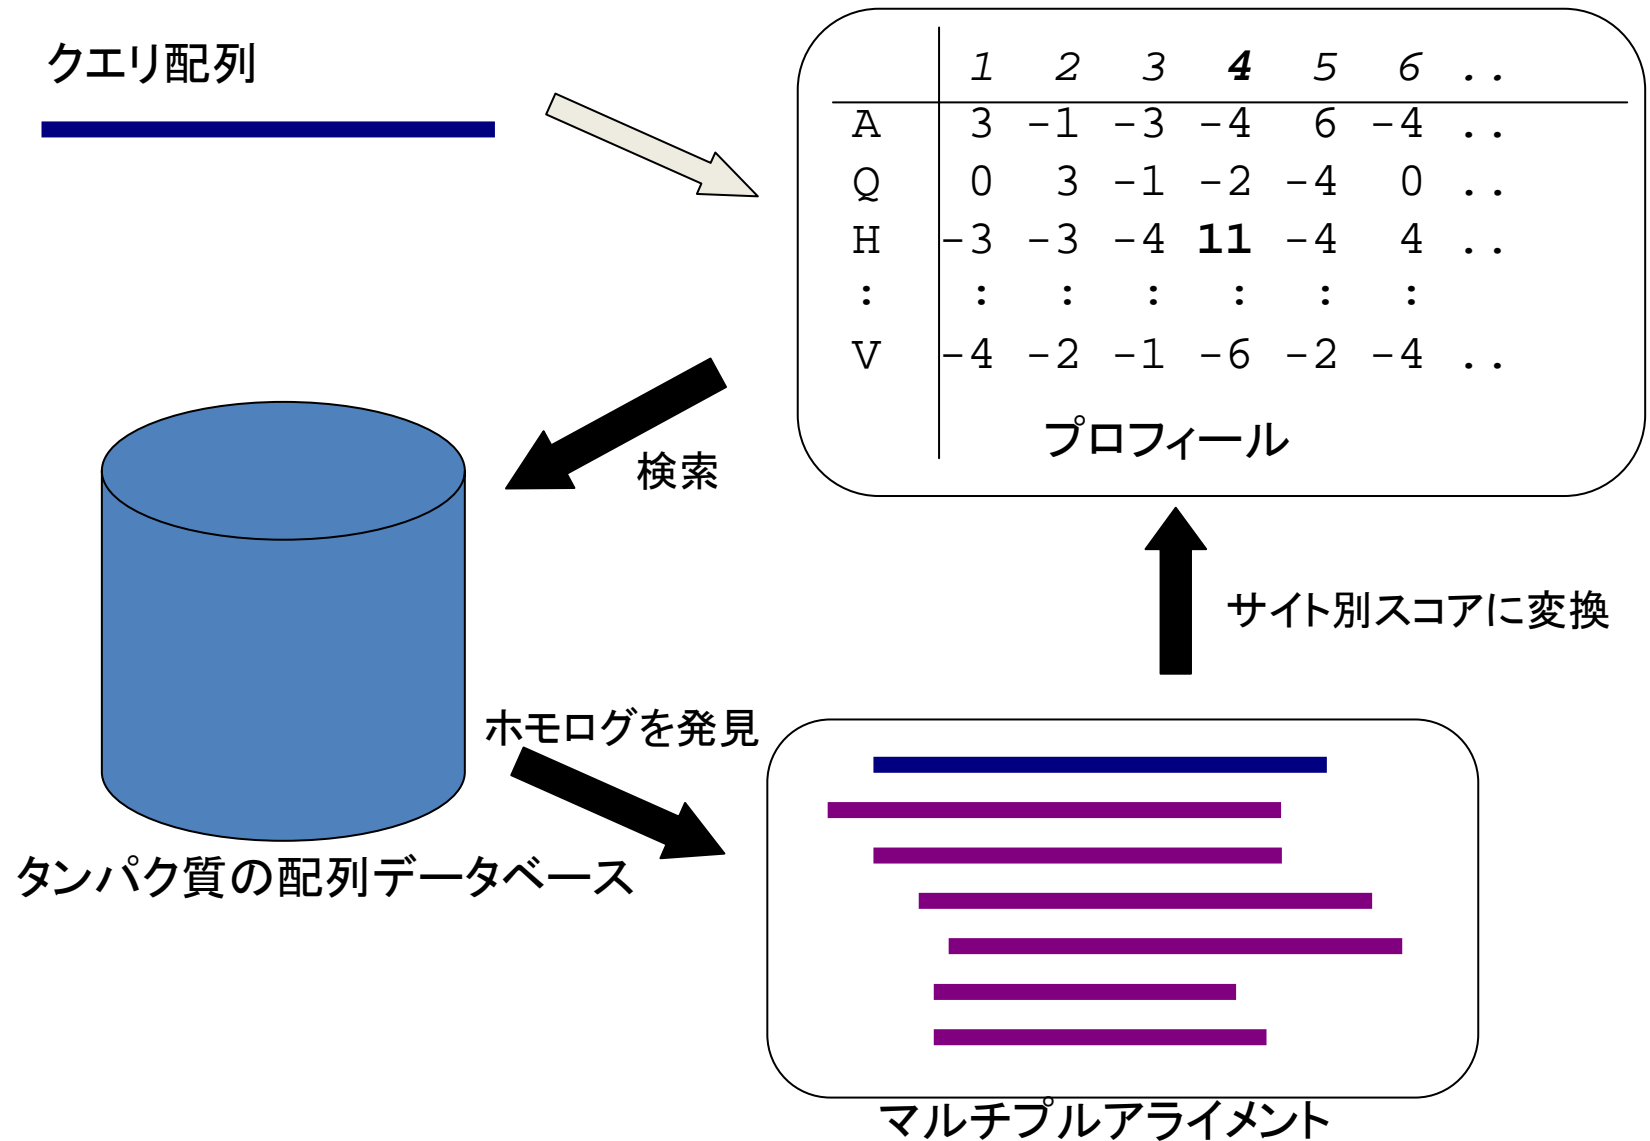 クエリ配列
1 2 3 4 5 6 ..
A 3 -1 -3 -4 6 -4 ..
Q 0 3 -1 -2 -4 0 ..
H -3 -3 -4 11 -4 4 ..
: : : : : : :
V -4 -2 -1 -6 -2 -4 ..
プロフィール
検索
サイト別スコアに変換
ホモログを発見
タンパク質の配列データベース
マルチプルアライメント